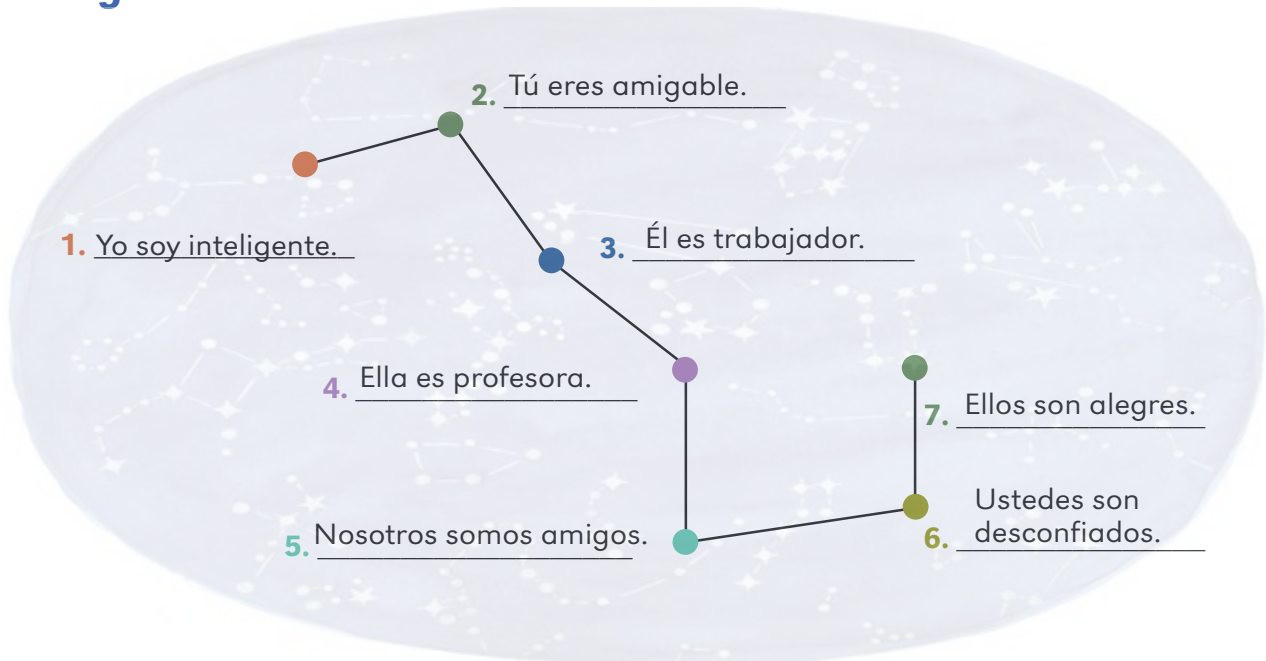 2. Tú eres amigable.
1. Yo soy inteligente.
3. Él es trabajador.
4. Ella es profesora.
7. Ellos son alegres.
5. Nosotros somos amigos.
6. Ustedes son
desconfiados.